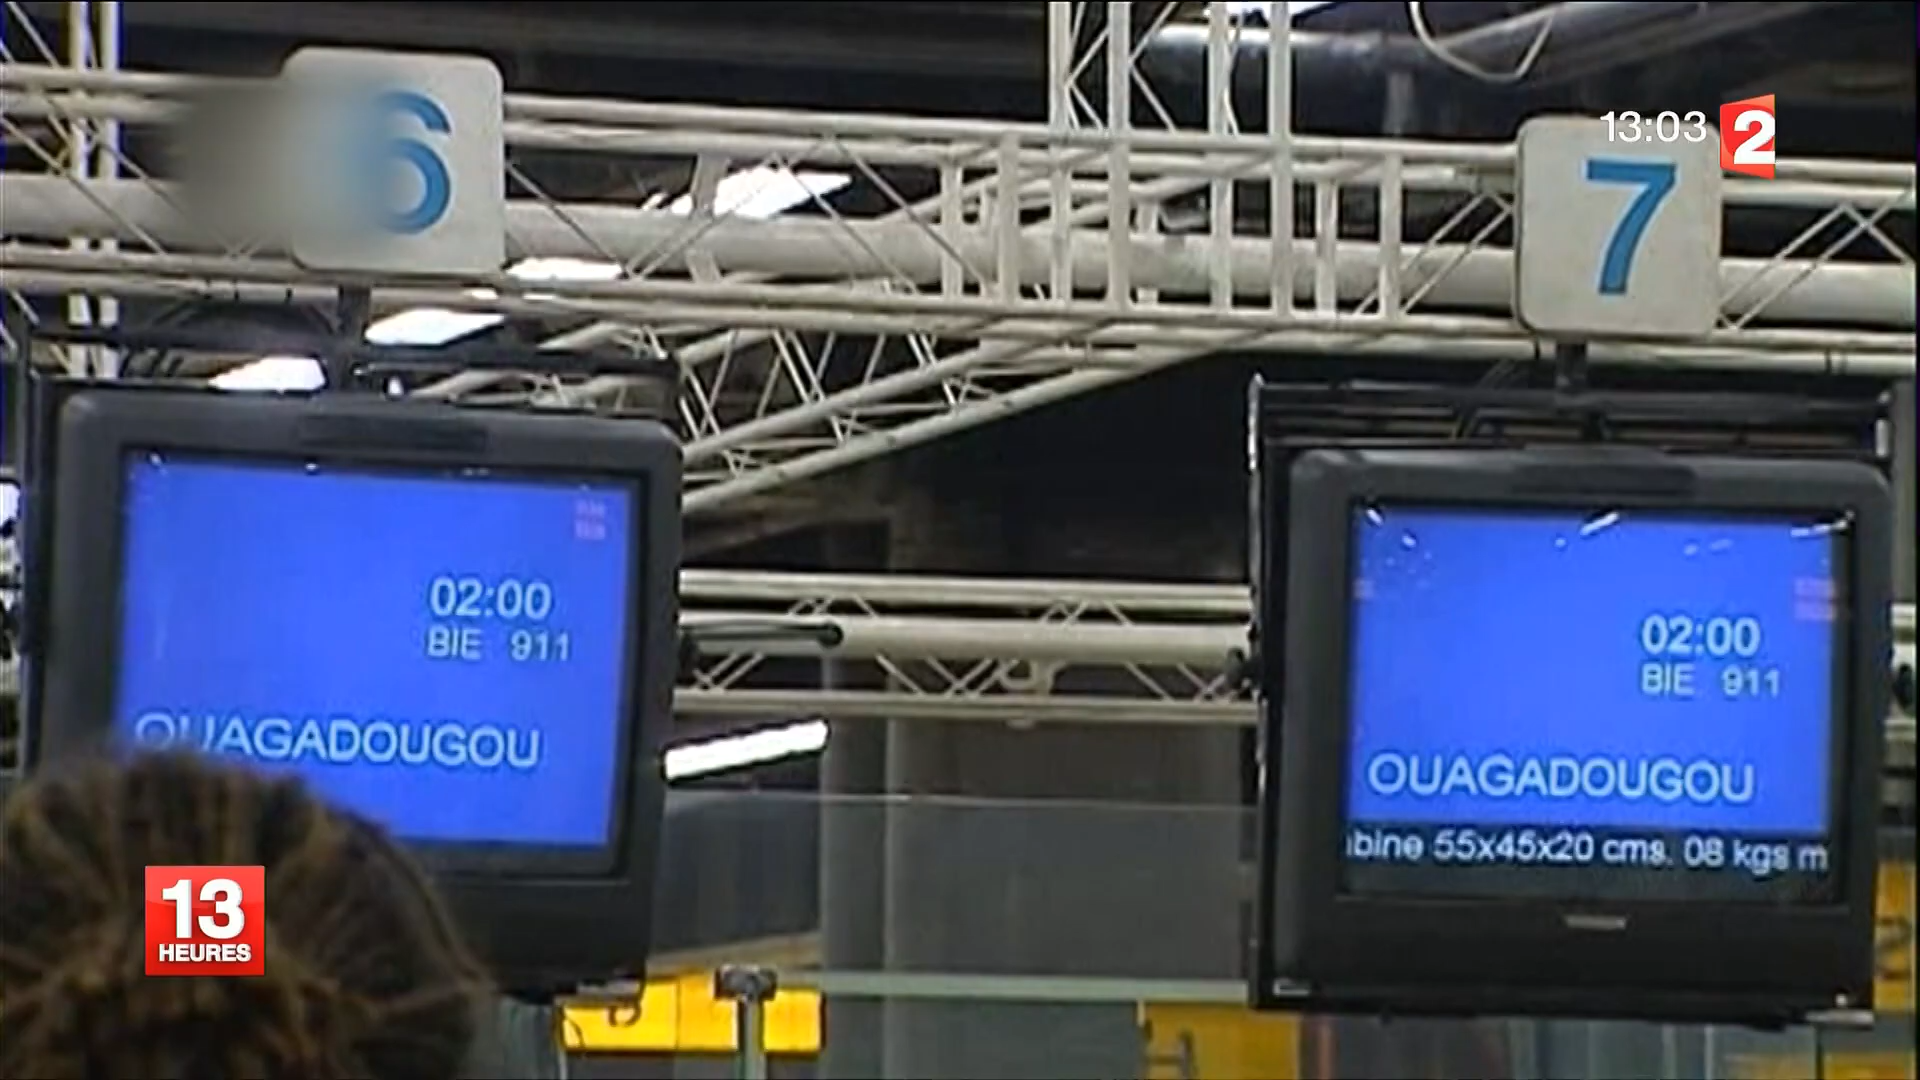 6
7
13:03 2
02:00
BIE 911
OUAGADOUGOU
02:00
BIE 911
OUAGADOUGOU
bine 55x45x20 cms. 08 kgs m
13
HEURES